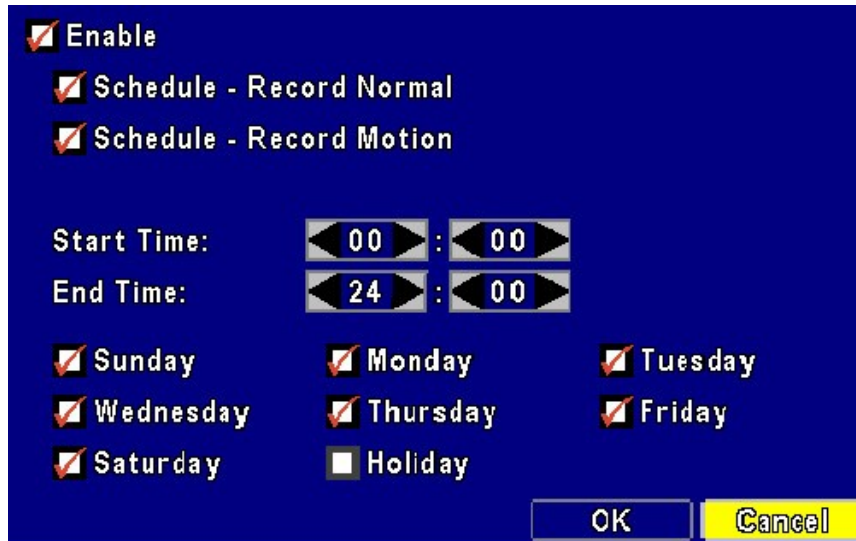 Enable
Schedule - Record Normal
Schedule - Record Motion
Start Time: 00 : 00
End Time: 24 : 00
Sunday Monday Tuesday
Wednesday Thursday Friday
Saturday Holiday
OK Cancel